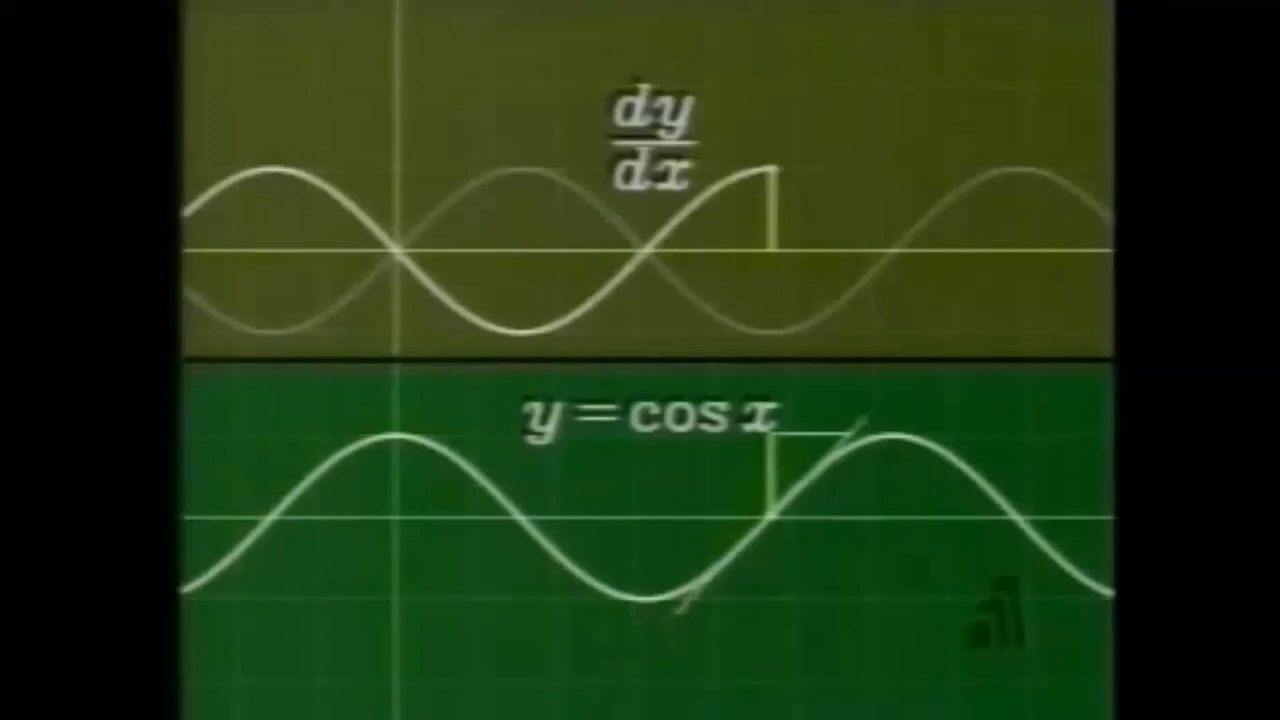 dy
dx
y = cos x